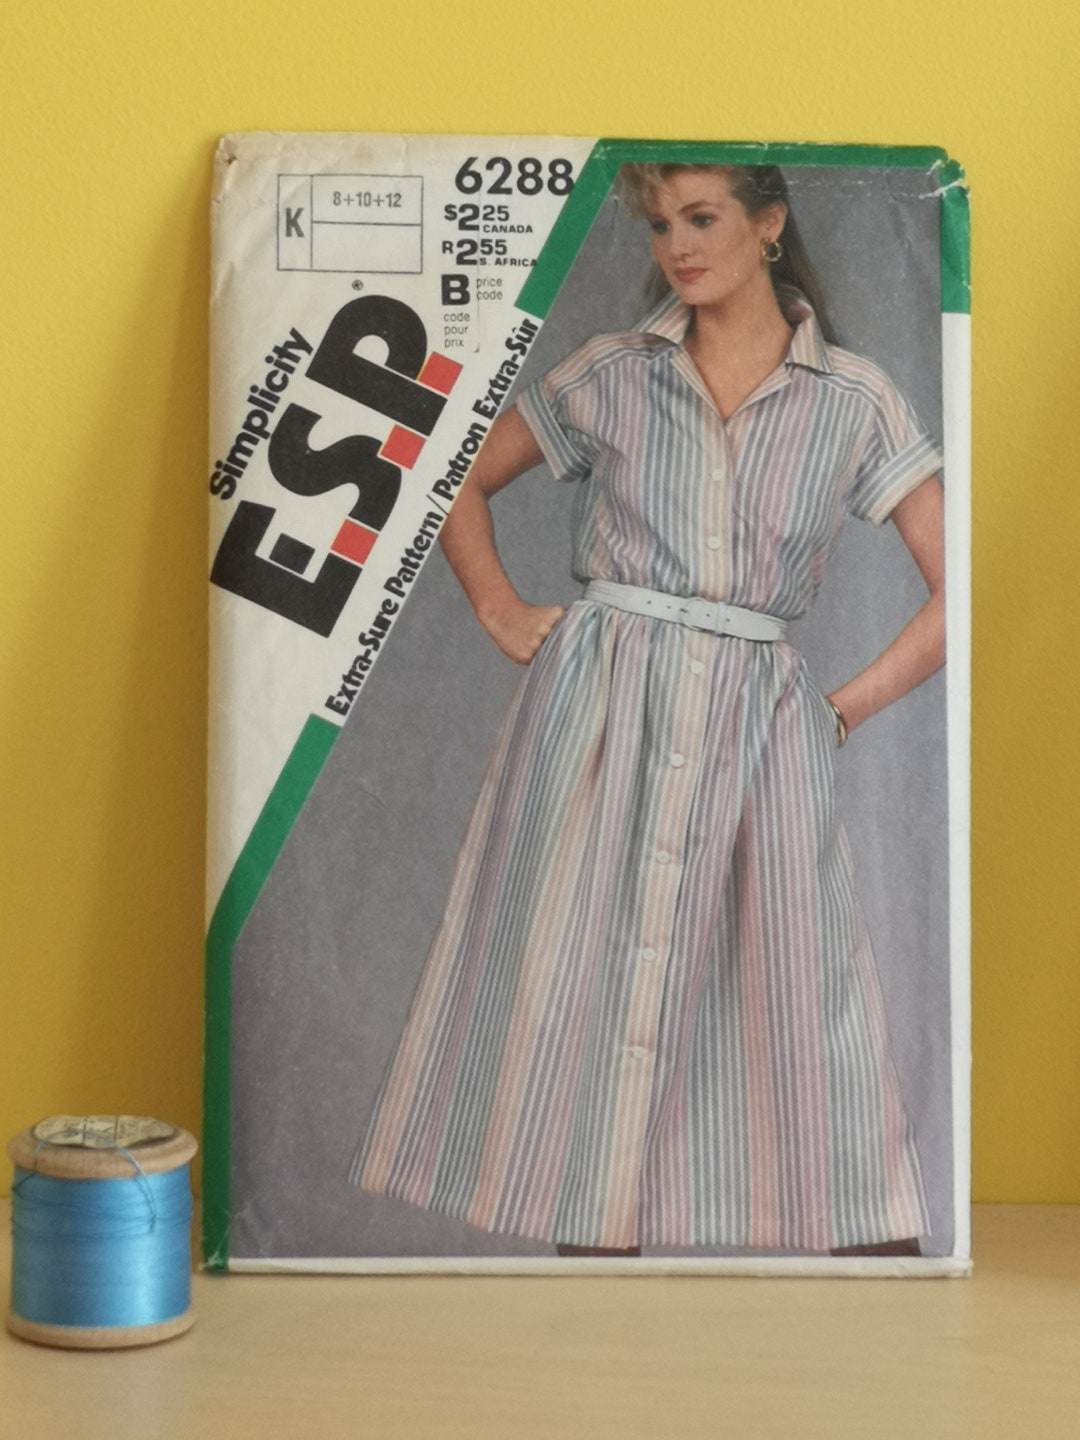 6288
K
8+10+12
$2 25
CANADA
R2 55
S. AFRICA
B price
code
code
pour
prix
Simplicity
E.S.P.®
Extra-Sure Pattern/Patron Extra-Sûr